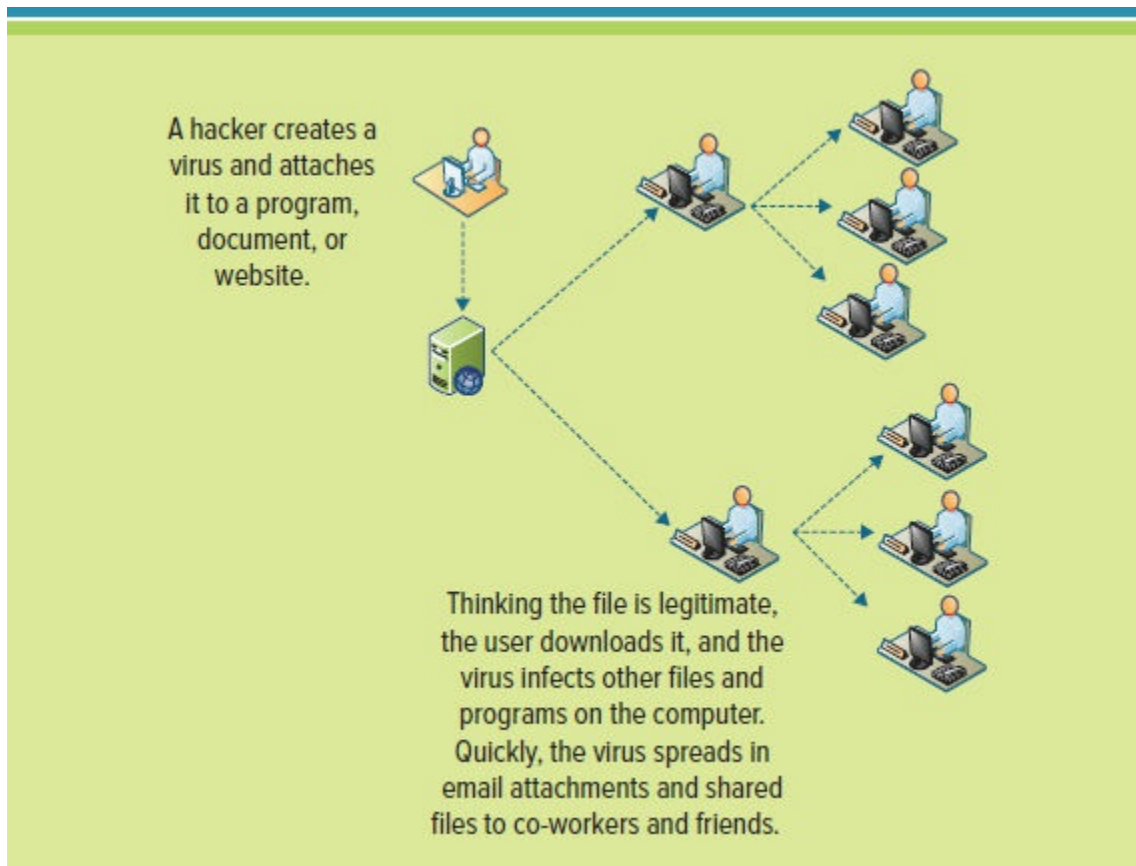 A hacker creates a
virus and attaches
it to a program,
document, or
website.
Thinking the file is legitimate,
the user downloads it, and the
virus infects other files and
programs on the computer.
Quickly, the virus spreads in
email attachments and shared
files to co-workers and friends.